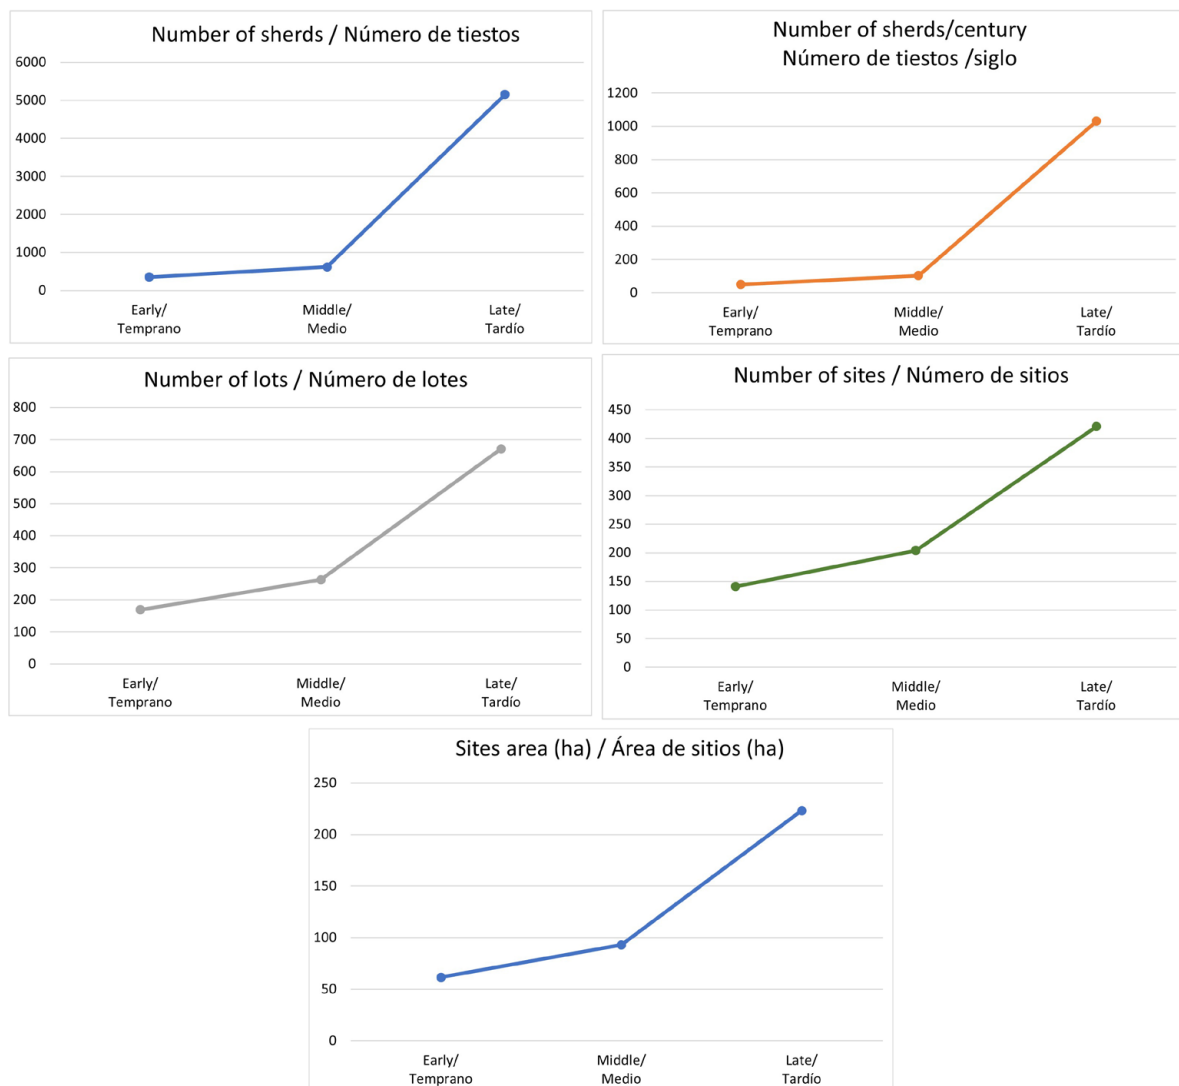 Number of sherds / Número de tiestos
6000
5000
4000
3000
2000
1000
0
Early/
Temprano
Middle/
Medio
Late/
Tardío
Number of sherds/century
Número de tiestos /siglo
1200
1000
800
600
400
200
0
Early/
Temprano
Middle/
Medio
Late/
Tardío
Number of lots / Número de lotes
800
700
600
500
400
300
200
100
0
Early/
Temprano
Middle/
Medio
Late/
Tardío
Number of sites / Número de sitios
450
400
350
300
250
200
150
100
50
0
Early/
Temprano
Middle/
Medio
Late/
Tardío
Sites area (ha) / Área de sitios (ha)
250
200
150
100
50
0
Early/
Temprano
Middle/
Medio
Late/
Tardío